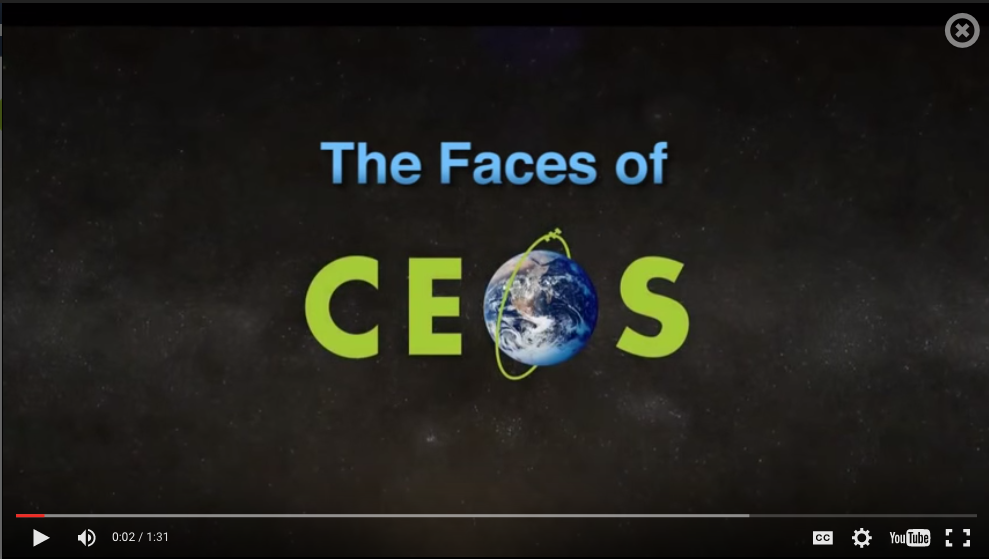 The Faces of
CEOS
0:02 / 1:31
CC
YouTube